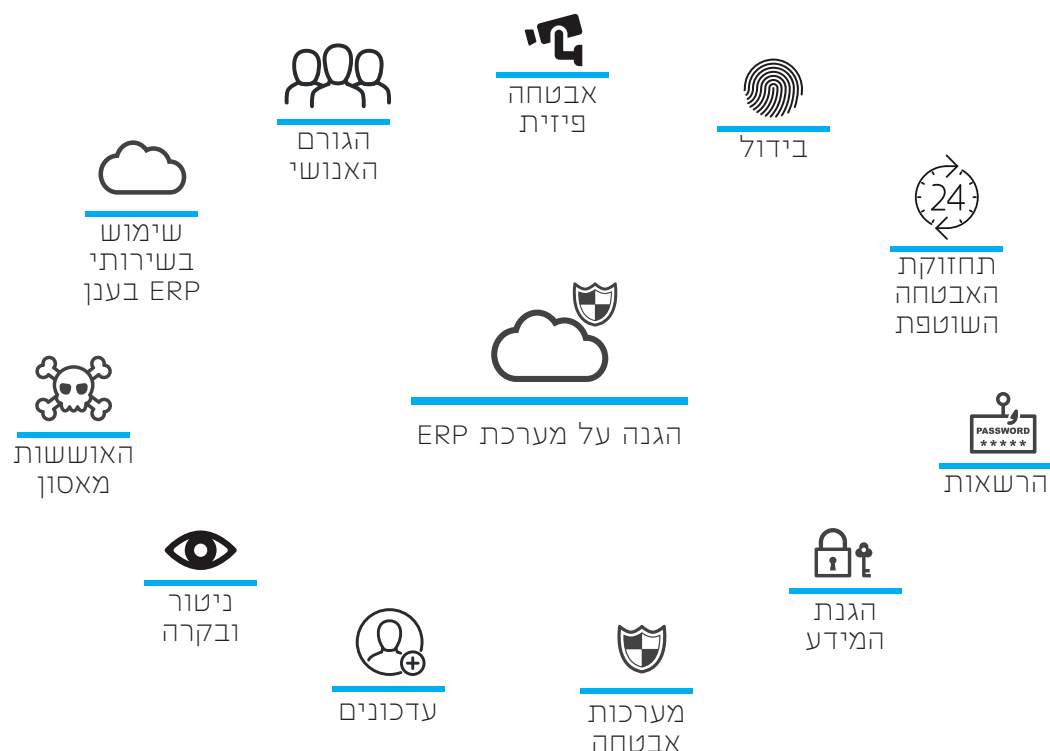 אבטחה
פיזית
בידול
24
תחזוקת
האבטחה
השוטפת
PASSWORD
*****
הרשאות
הגנת
המידע
מערכות
אבטחה
עדכונים
ניטור
ובקרה
האוששות
מאסון
שימוש
בשירותי
ERP בענן
הגורם
האנושי
הגנה על מערכת ERP